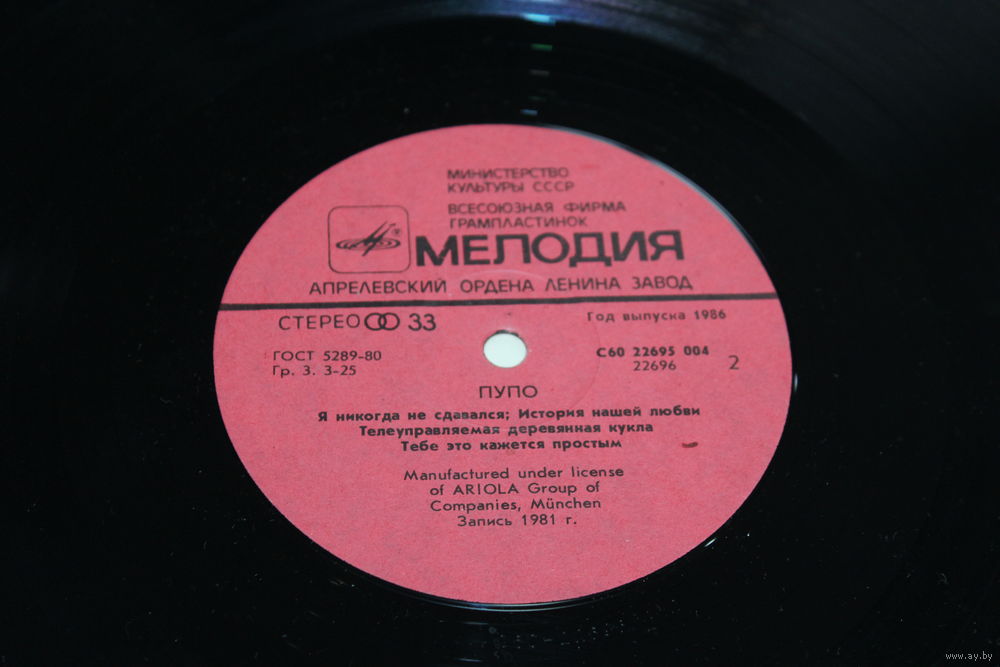 МИНИСТЕРСТВО
КУЛЬТУРЫ СССР
ВСЕСОЮЗНАЯ ФИРМА
ГРАМПЛАСТИНОК
МЕЛОДИЯ
АПРЕЛЕВСКИЙ ОРДЕНА ЛЕНИНА ЗАВОД
СТЕРЕО 33
Год выпуска 1986
ГОСТ 5289-80
Гр. 3. 3-25
С60 22695 004
22696
2
ПУПО
Я никогда не сдавался; История нашей любви
Телеуправляемая деревянная кукла
Тебе это кажется простым
Manufactured under license
of ARIOLA Group of
Companies, München
Запись 1981 г.
www.ay.by